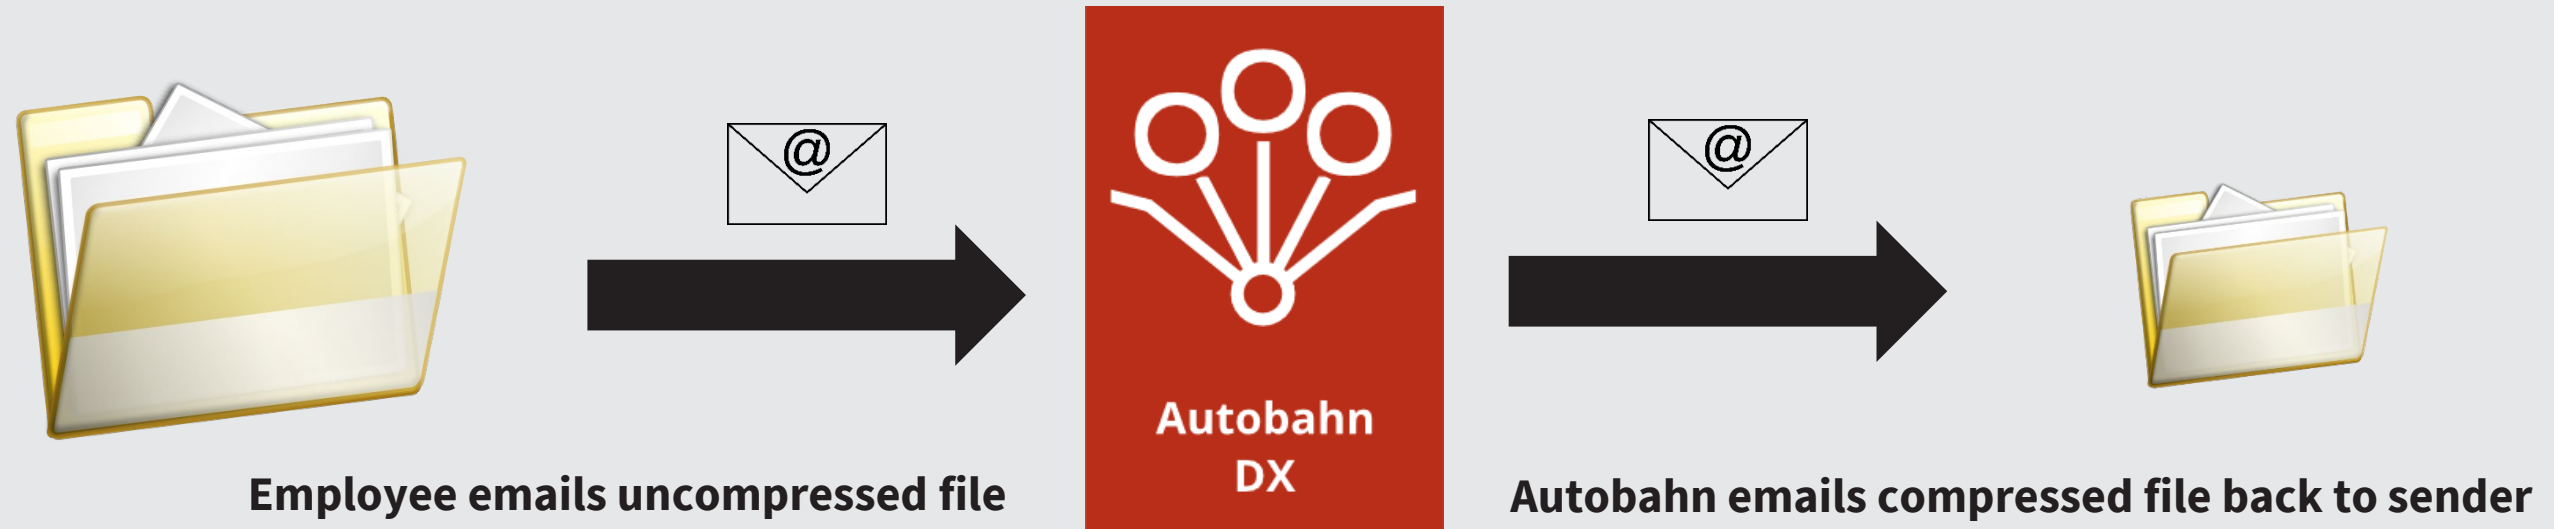 @
@
Autobahn
DX
Employee emails uncompressed file
Autobahn emails compressed file back to sender